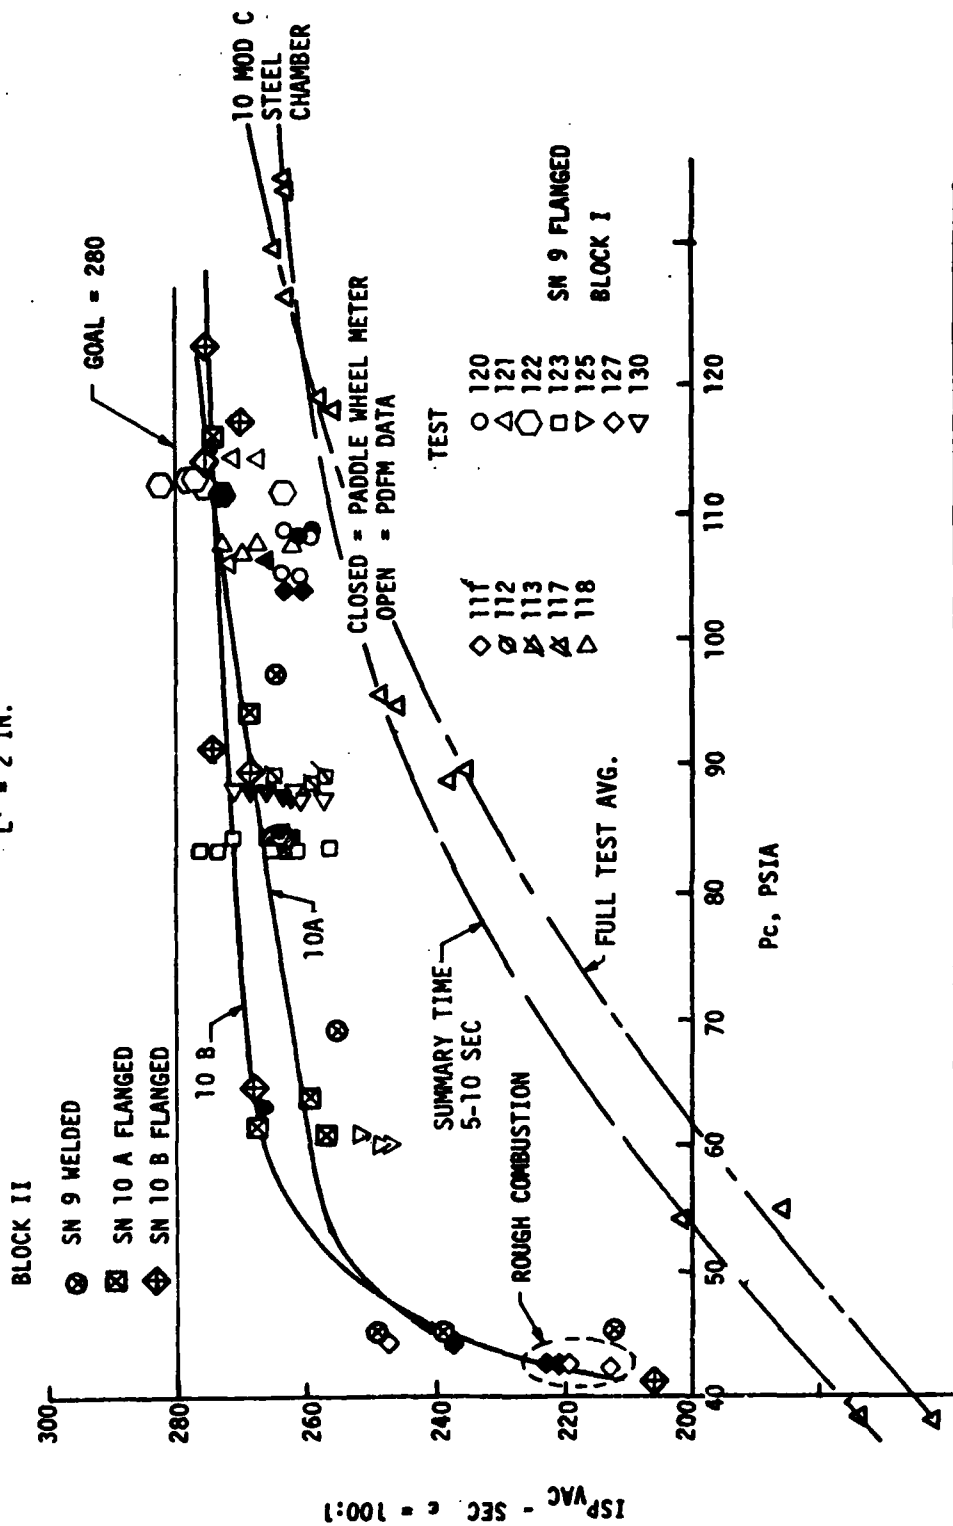 L' = 2 IN.
BLOCK II
SN 9 WELDED
SN 10 A FLANGED
SN 10 B FLANGED
GOAL = 280
10 MOD C
STEEL
CHAMBER
10 B
10A
CLOSED = PADDLE WHEEL METER
OPEN = PDFM DATA
TEST
111
112
113
117
118
120
121
122
123
125
127
130
SN 9 FLANGED
BLOCK I
SUMMARY TIME
5-10 SEC
FULL TEST AVG.
ROUGH COMBUSTION
300
280
260
240
220
200
ISP VAC - SEC ε = 100:1
40
50
60
70
80
90
100
110
120
Pc, PSIA